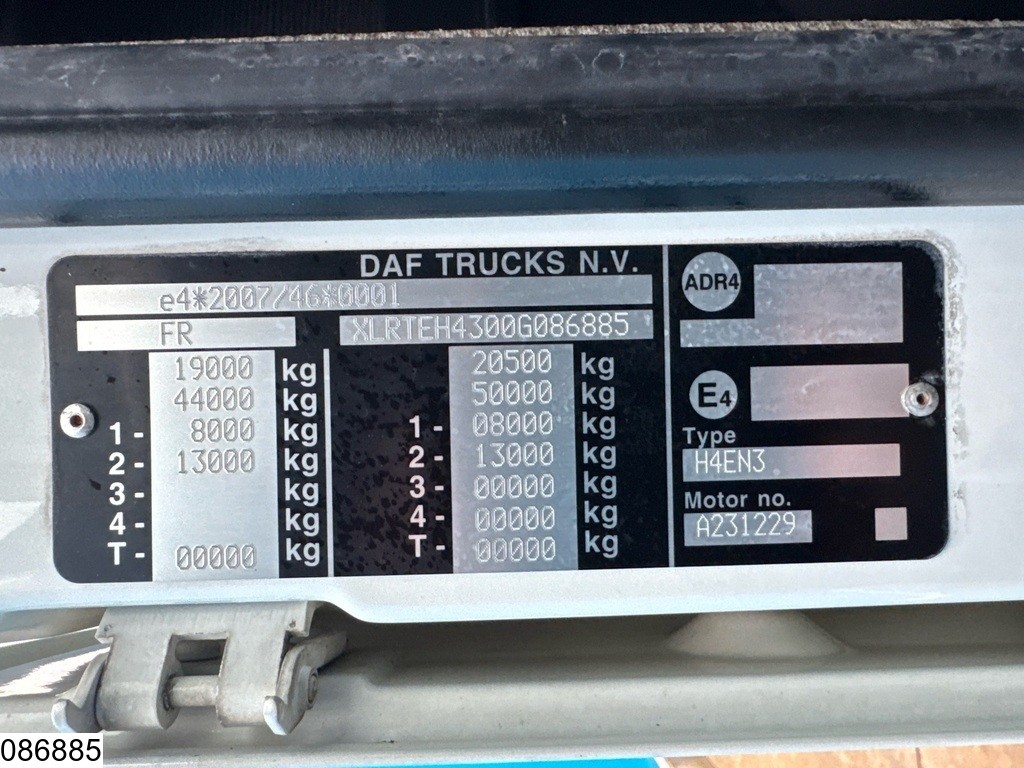 DAF TRUCKS N.V.
e4*2007/46*0001
FR XLRTEH4300G086885
19000 kg
44000 kg
1- 8000 kg
2- 13000 kg
3- kg
4- kg
T- 00000 kg
20500 kg
50000 kg
1- 08000 kg
2- 13000 kg
3- 00000 kg
4- 00000 kg
T- 00000 kg
ADR4
E4
Type
H4EN3
Motor no.
A231229
086885